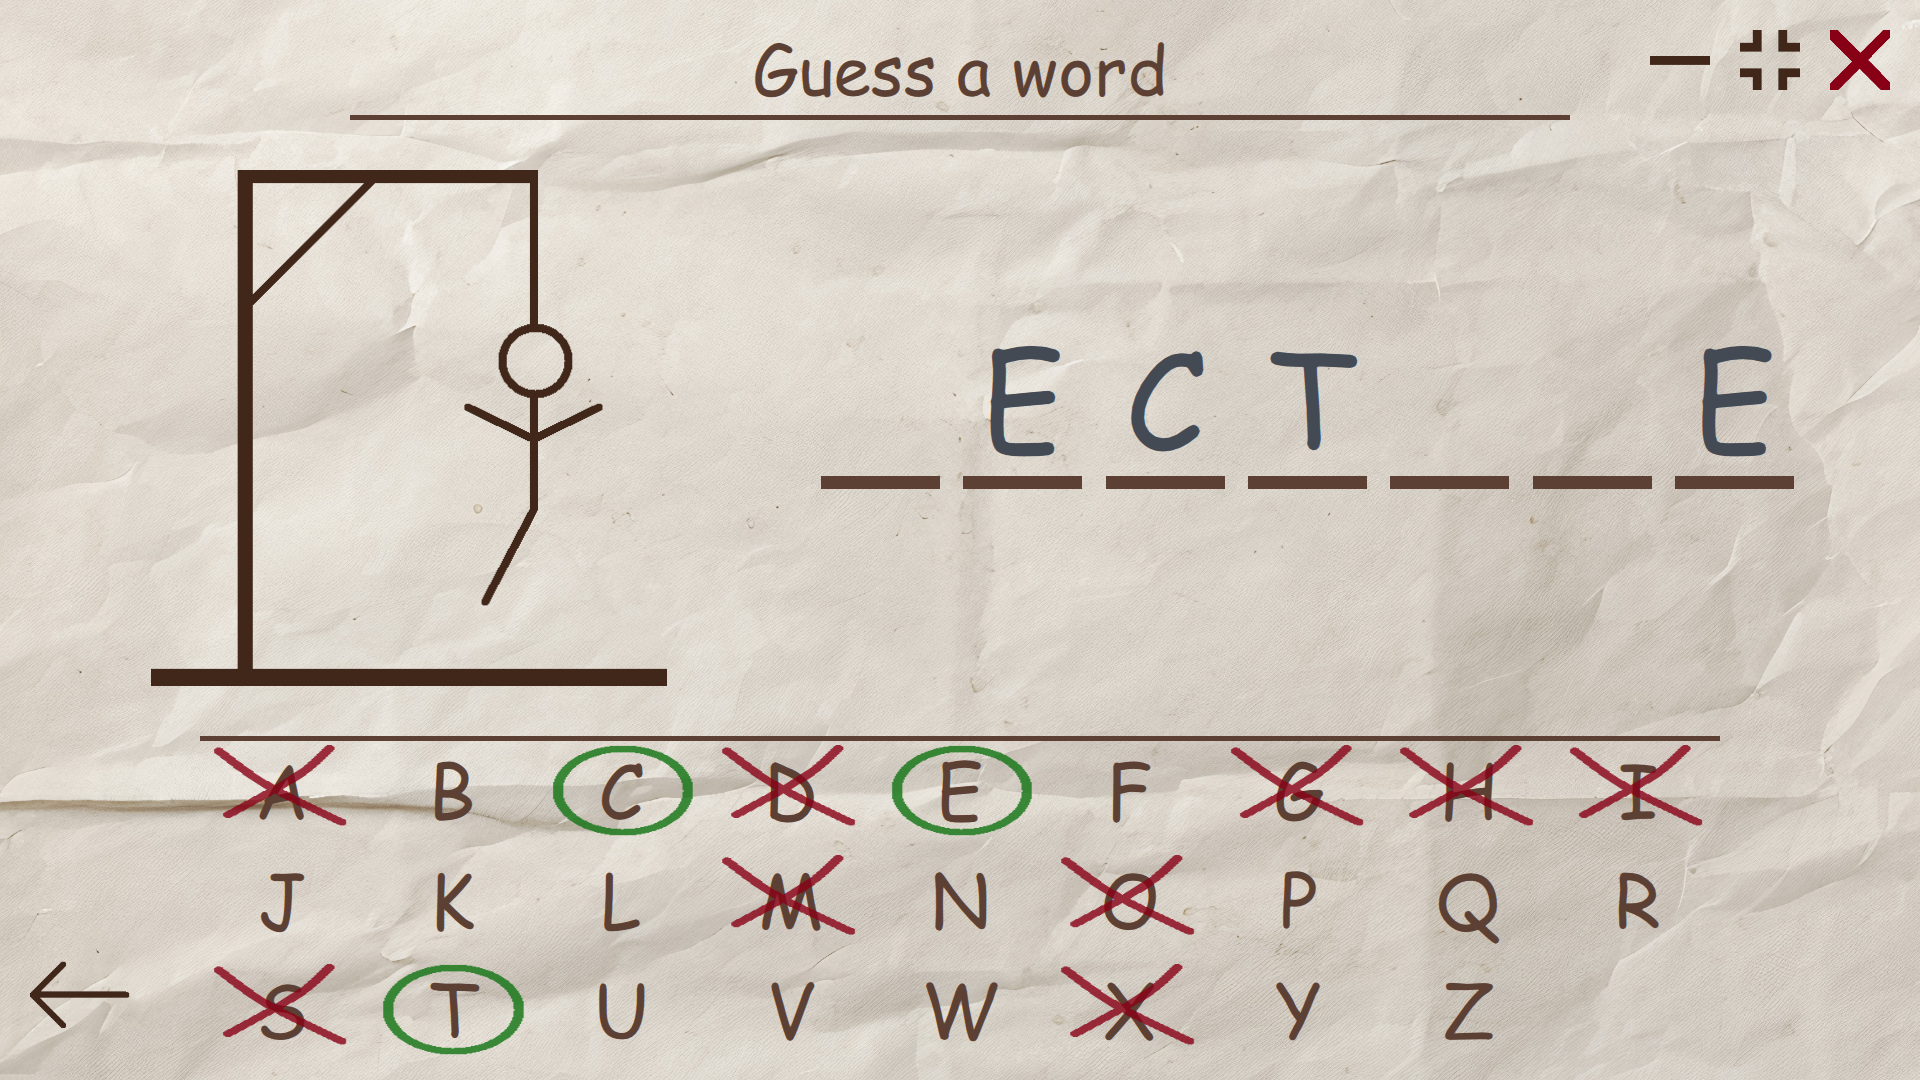 Guess a word
E C T E
A B C D E F G H I
J K L M N O P Q R
S T U V W X Y Z